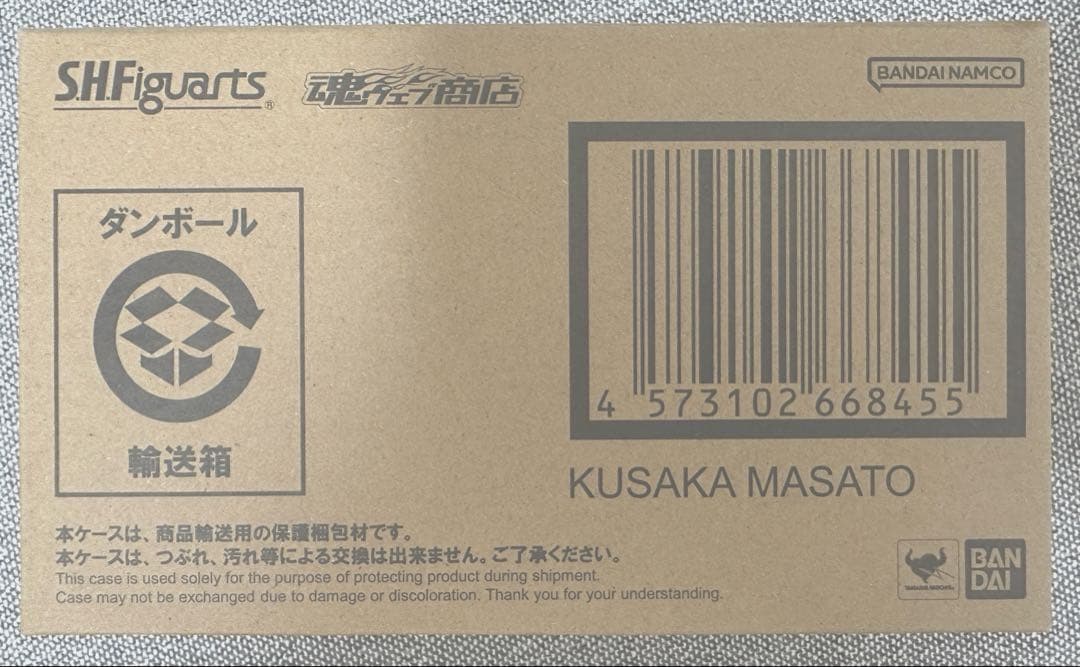 S.H.Figuarts®
魂ウェブ商店
BANDAI NAMCO
ダンボール
輸送箱
4 573102 668455
KUSAKA MASATO
本ケースは、商品輸送用の保護梱包材です。
本ケースは、つぶれ、汚れ等による交換は出来ません。ご了承ください。
This case is used solely for the purpose of protecting product during shipment.
Case may not be exchanged due to damage or discoloration. Thank you for your understanding.
TAMASHII NATIONS
BAN
DAI